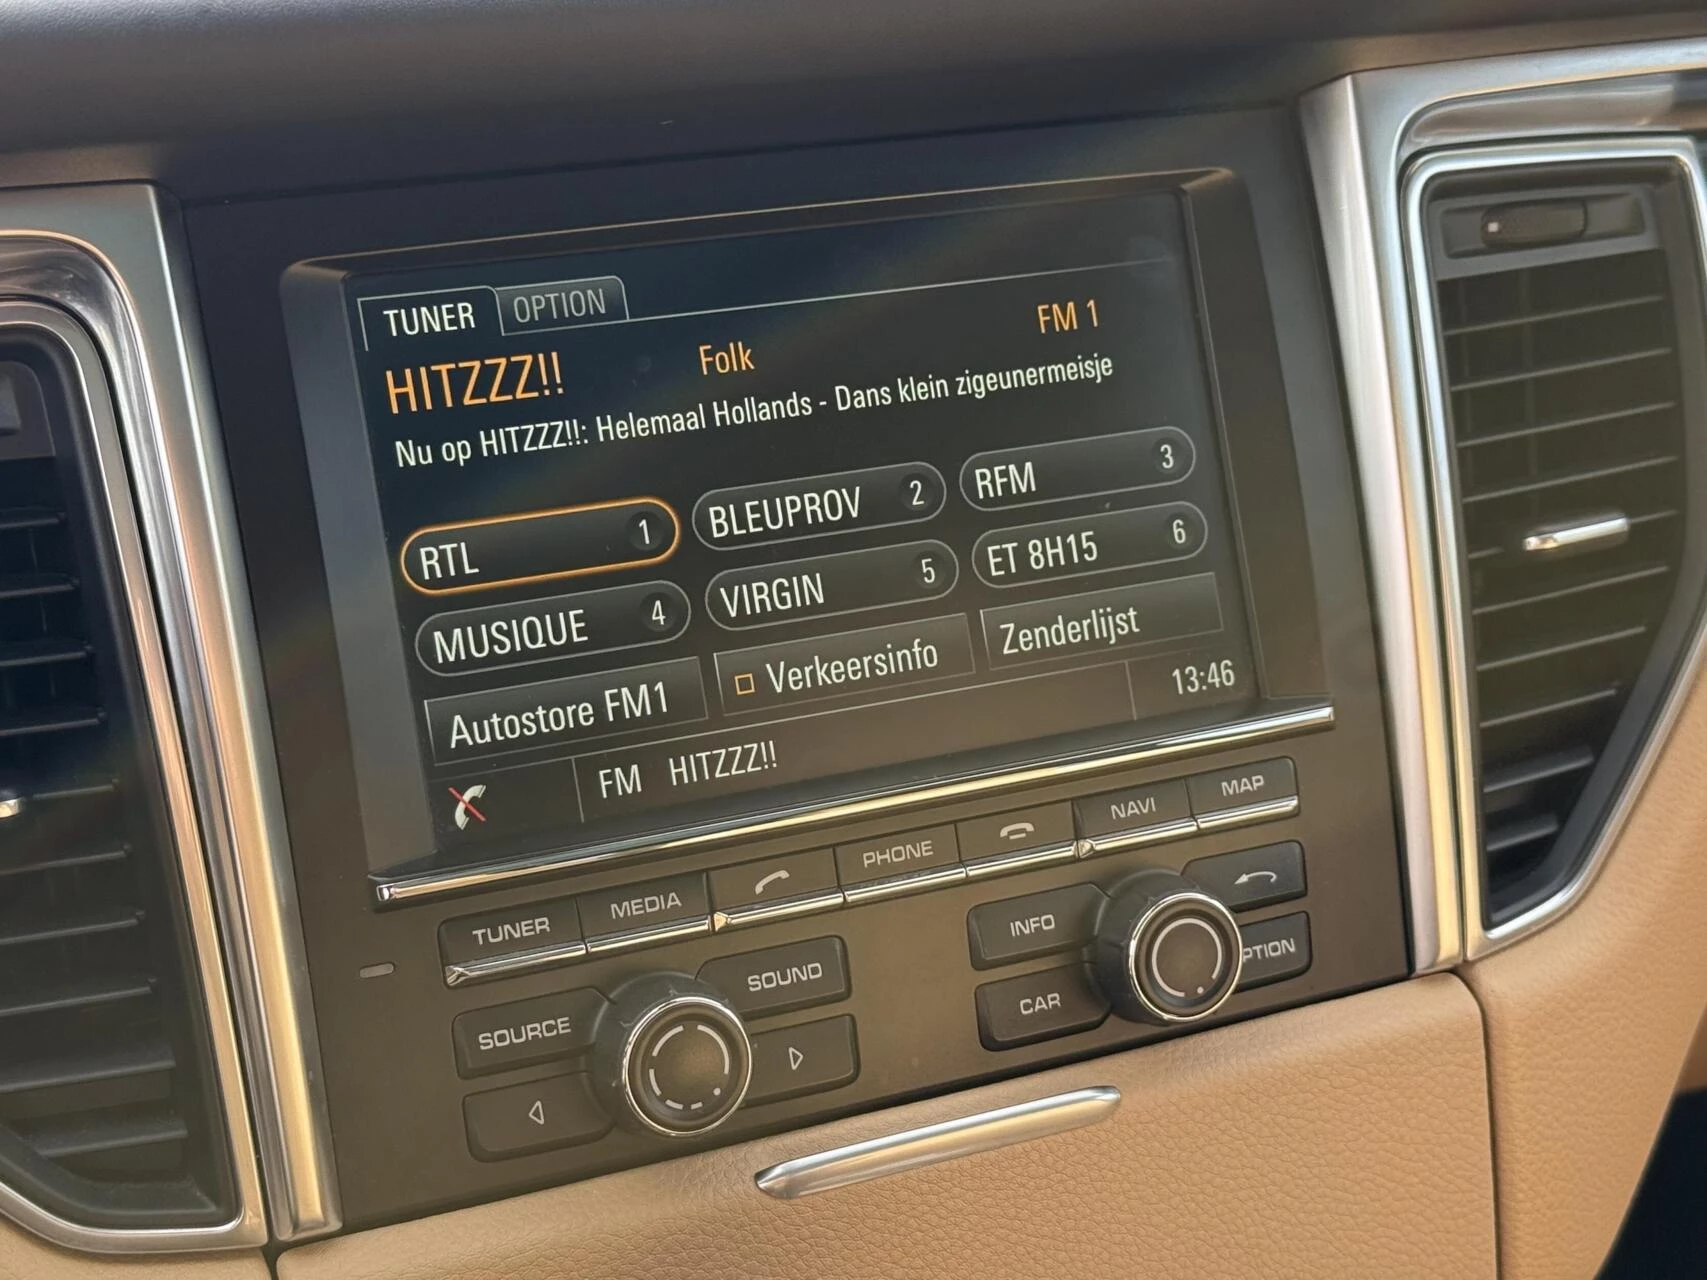 TUNER OPTION
HITZZZ!! Folk FM 1
Nu op HITZZZ!!: Helemaal Hollands - Dans klein zigeunermeisje
RTL 1 BLEUPROV 2 RFM 3
MUSIQUE 4 VIRGIN 5 ET 8H15 6
Autostore FM1 Verkeersinfo Zenderlijst
FM HITZZZ!! 13:46
TUNER MEDIA PHONE NAVI MAP
SOURCE SOUND INFO
CAR PTION